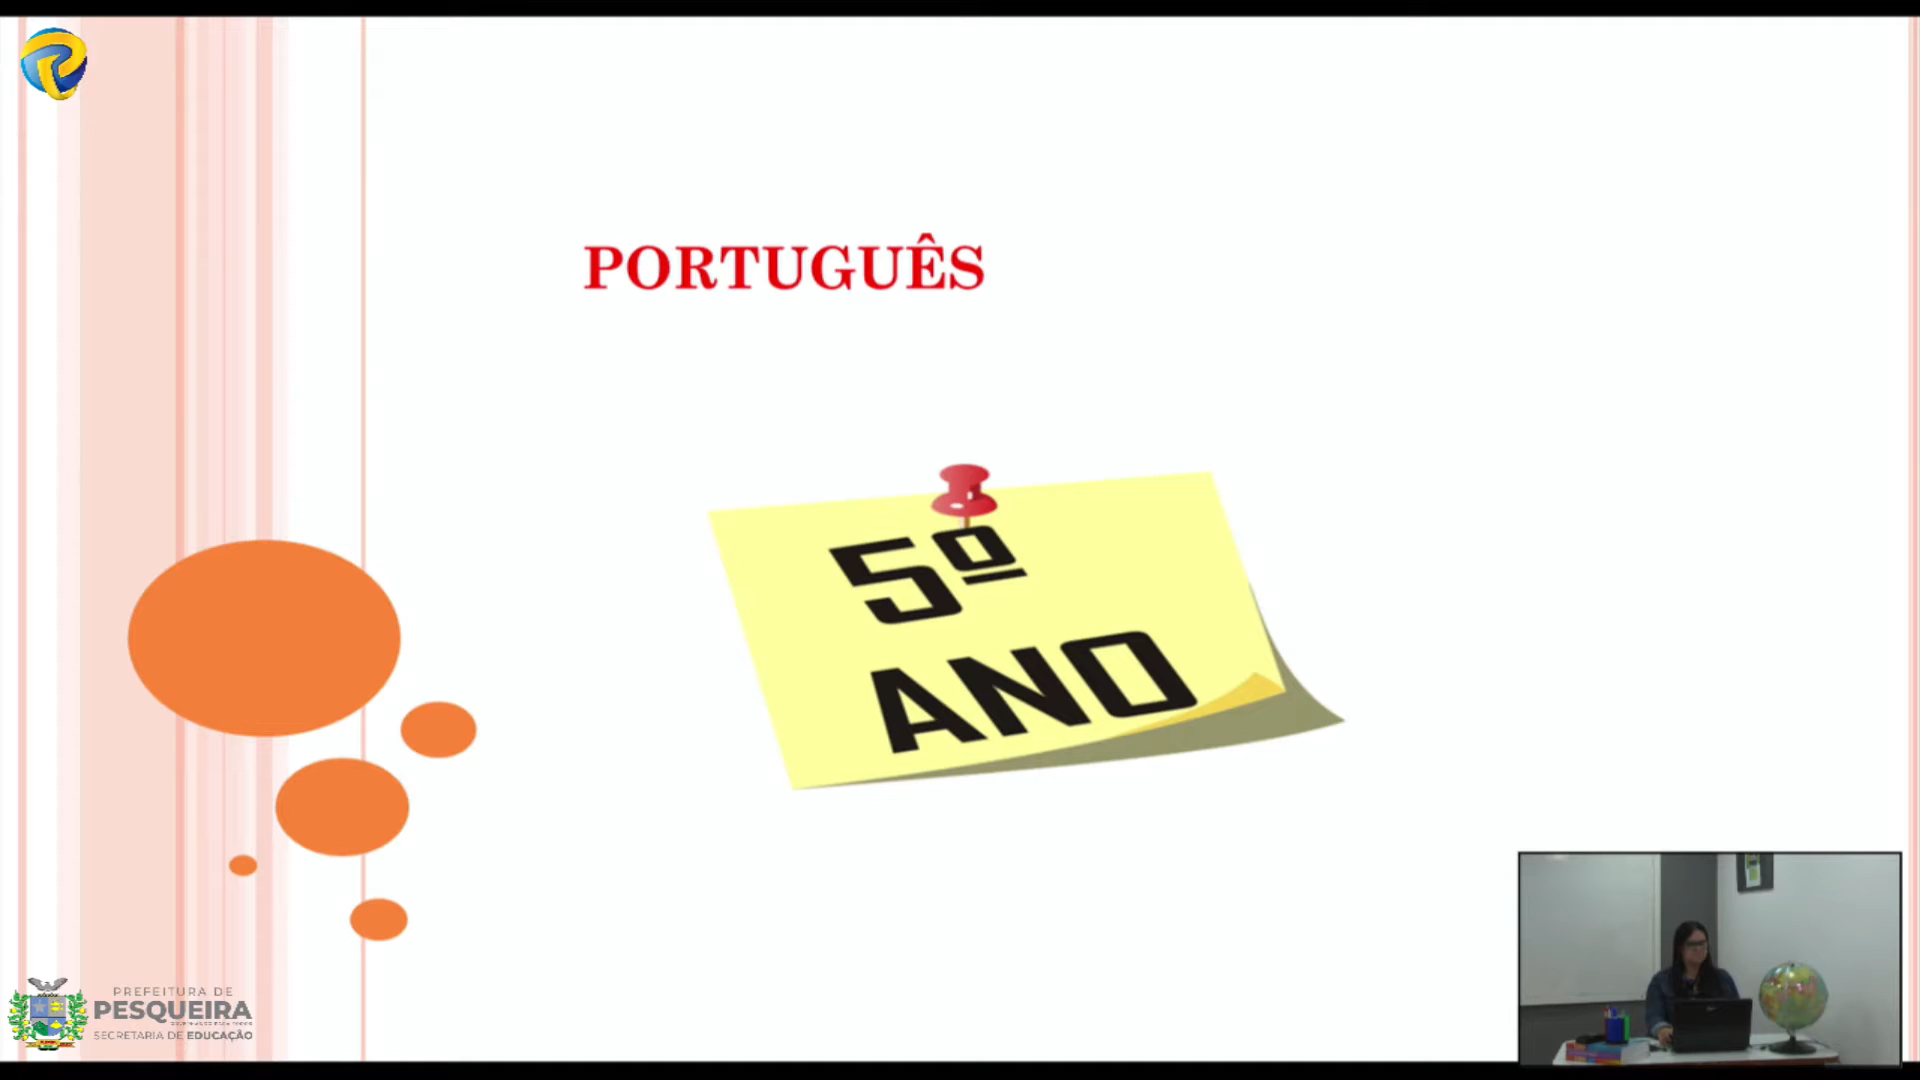 PORTUGUÊS
5º
ANO
PREFEITURA DE
PESQUEIRA
SECRETARIA DE EDUCAÇÃO